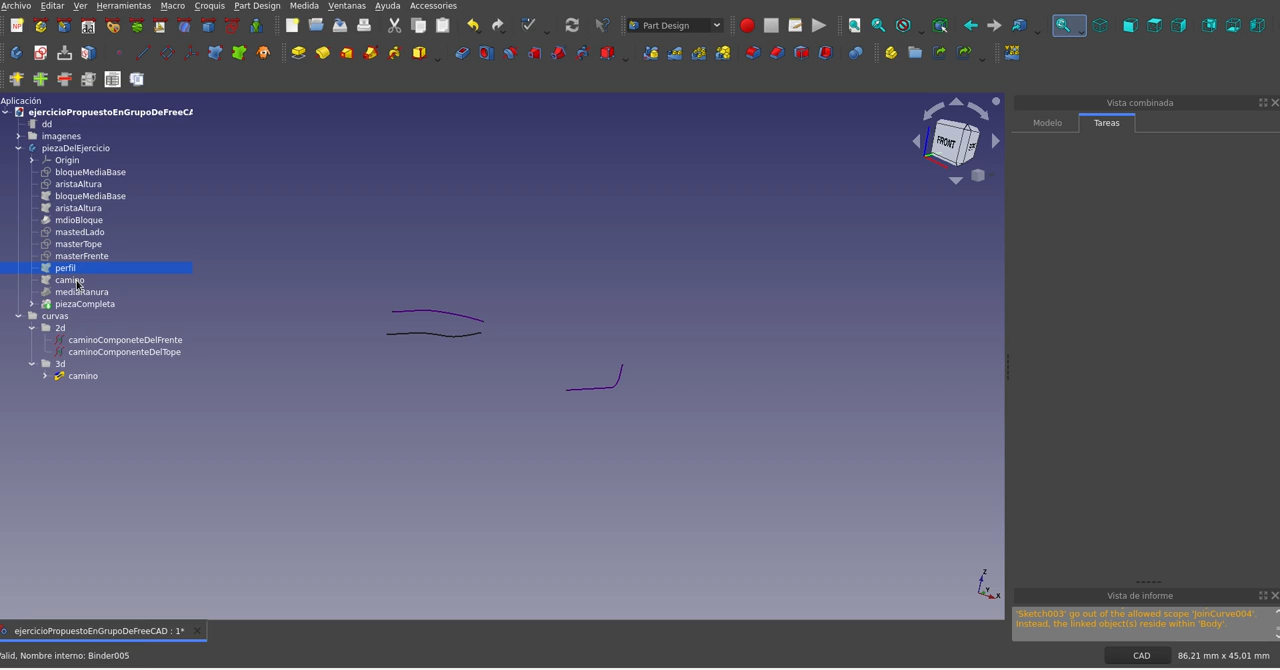 Archivo Editar Ver Herramientas Macro Croquis Part Design Medida Ventanas Ayuda Accessories
Part Design
Aplicación
ejercicioPropuestoEnGrupoDeFreeCA
dd
imagenes
piezaDelEjercicio
Origin
bloqueMediaBase
aristaAltura
bloqueMediaBase
aristaAltura
mdioBloque
mastedLado
masterTope
masterFrente
perfil
camino
mediaRanura
piezaCompleta
curvas
2d
caminoComponeteDelFrente
caminoComponenteDelTope
3d
camino
FRONT
Z
Y
X
Vista combinada
Modelo Tareas
Vista de informe
'Sketch003' go out of the allowed scope 'JoinCurve004'.
Instead, the linked object(s) reside within 'Body'.
ejercicioPropuestoEnGrupoDeFreeCAD : 1*
alid, Nombre interno: Binder005
CAD
86,21 mm x 45,01 mm